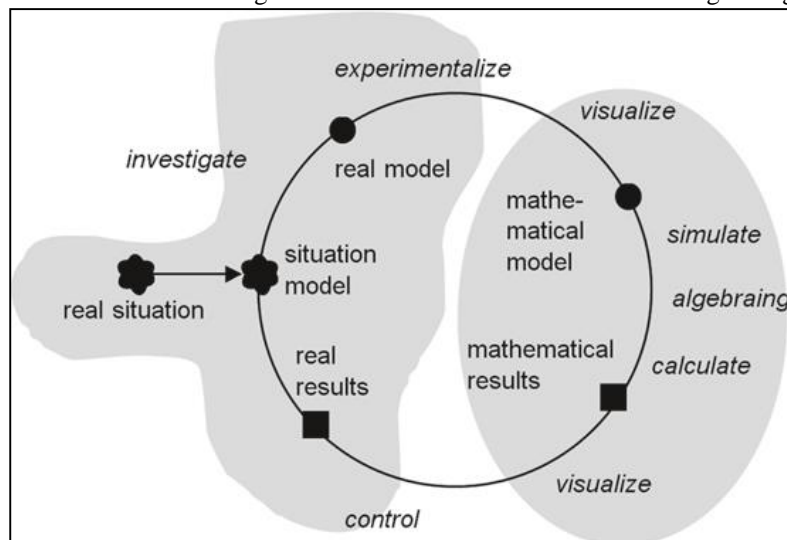 experimentalize
visualize
investigate
real model
mathe-
matical
model
simulate
situation
model
real situation
algebraing
real
results
mathematical
results
calculate
visualize
control